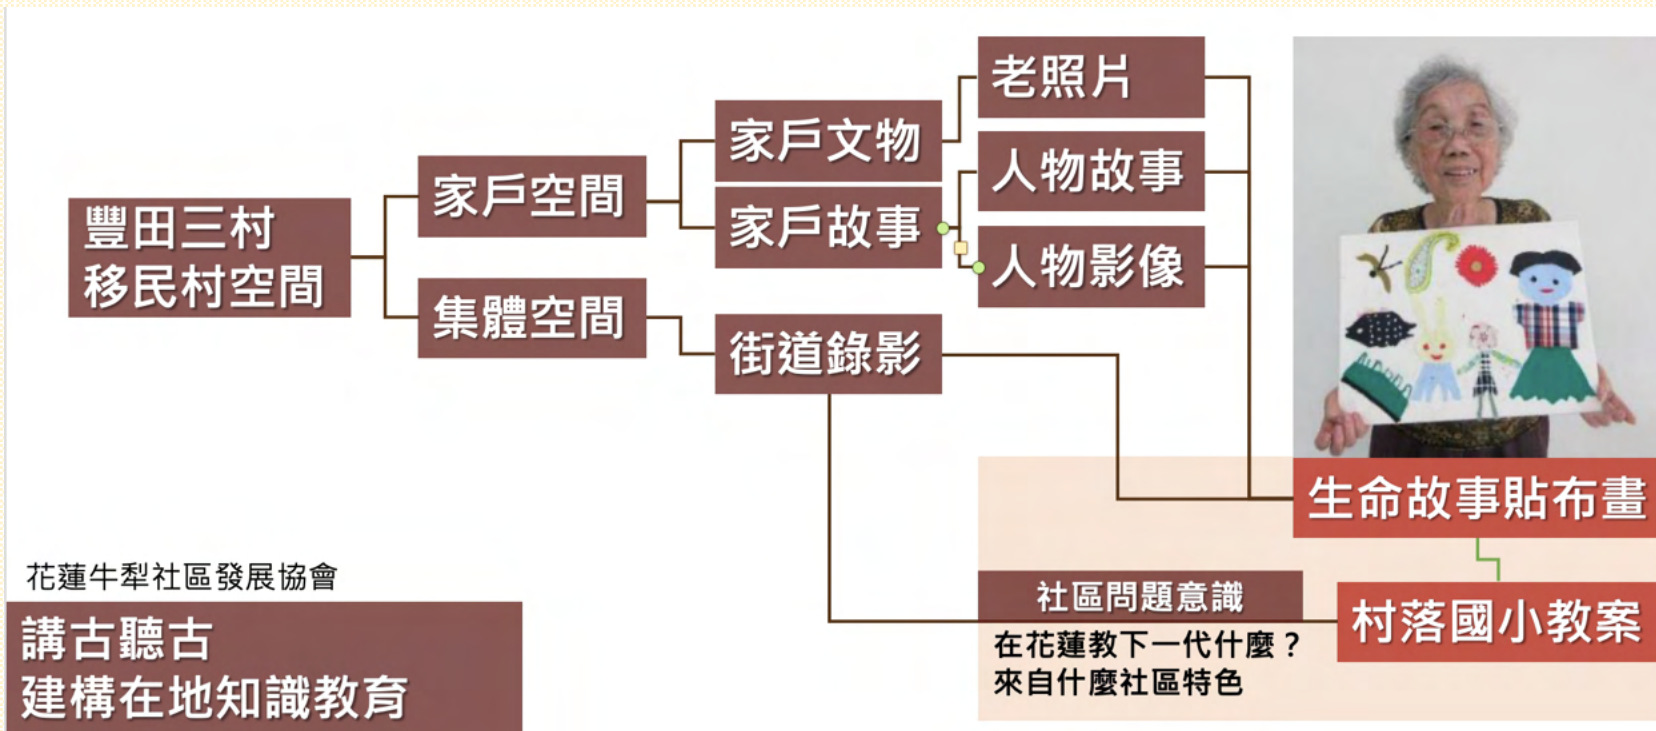 豐田三村
移民村空間
家戶空間
集體空間
家戶文物
家戶故事
街道錄影
老照片
人物故事
人物影像
生命故事貼布畫
村落國小教案
社區問題意識
在花蓮教下一代什麼？
來自什麼社區特色
花蓮牛犁社區發展協會
講古聽古
建構在地知識教育